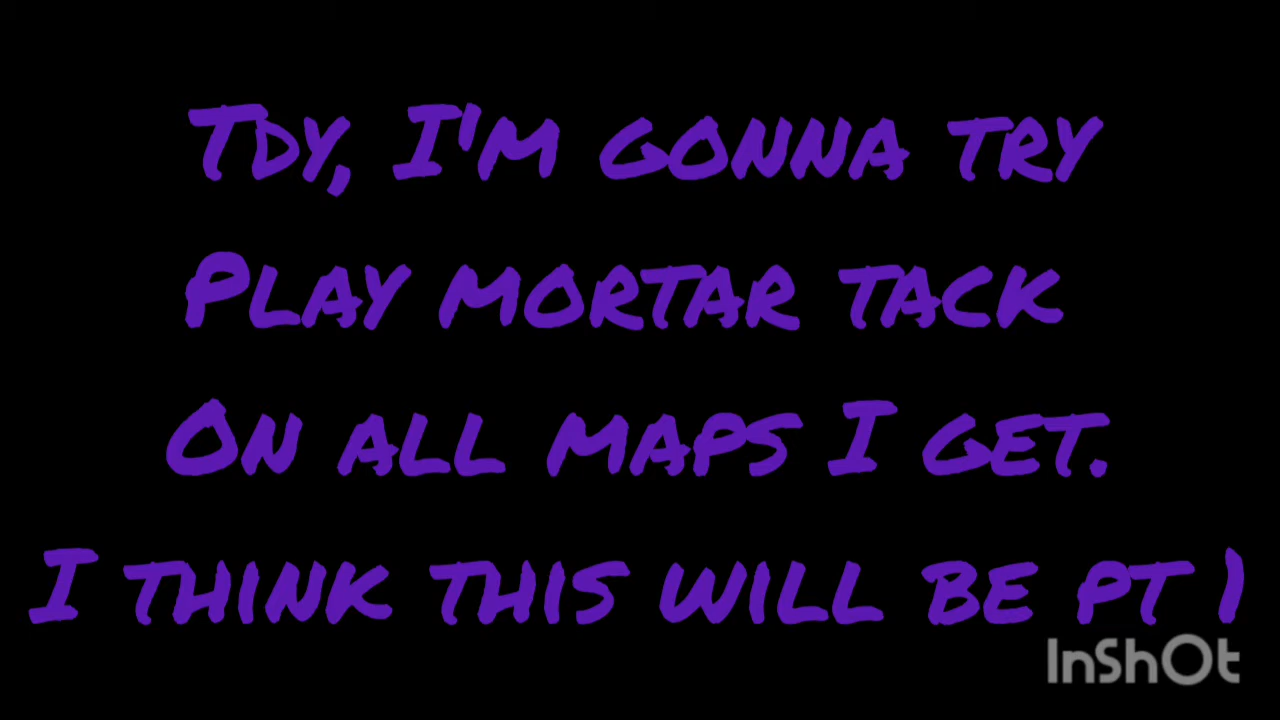 Tdy, I'm gonna try
Play mortar tack
On all maps I get.
I think this will be pt 1
InShOt